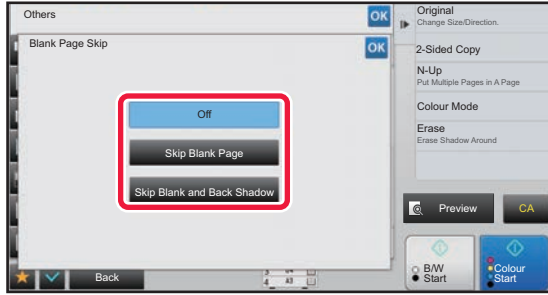 Others
OK
Blank Page Skip
OK
Off
Skip Blank Page
Skip Blank and Back Shadow
Back
4 A3
Original
Change Size/Direction.
2-Sided Copy
N-Up
Put Multiple Pages in A Page
Colour Mode
Erase
Erase Shadow Around
Preview
CA
B/W
Start
Colour
Start